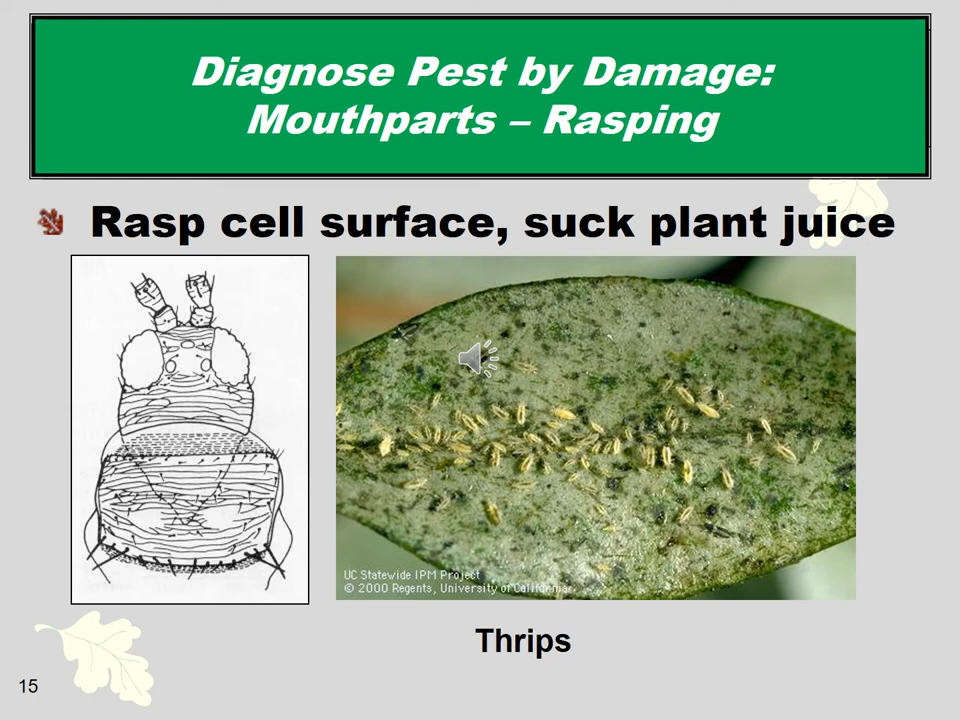 Diagnose Pest by Damage:
Mouthparts – Rasping
Rasp cell surface, suck plant juice
UC Statewide IPM Project
© 2000 Regents, University of California
Thrips
15